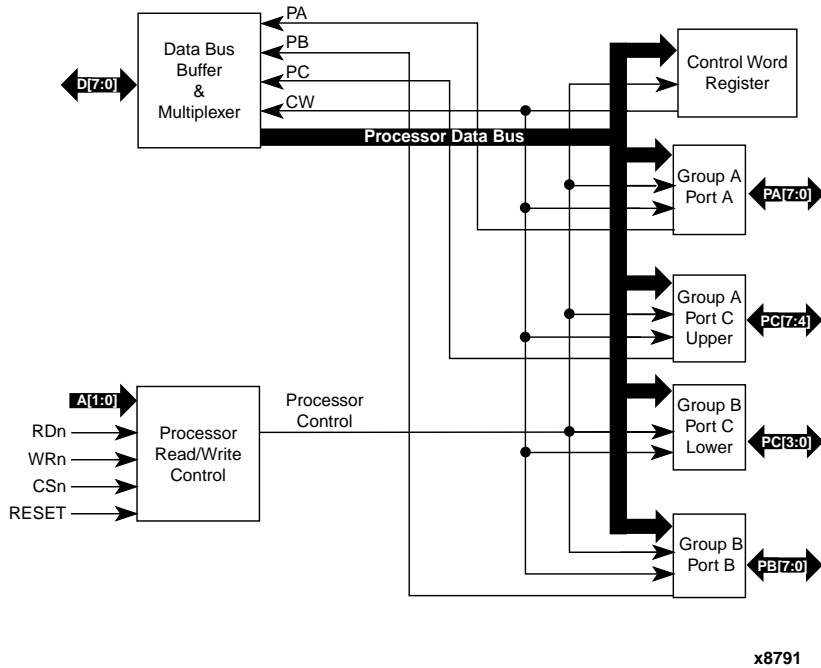 PA
PB
PC
CW
Data Bus
Buffer
&
Multiplexer
D[7:0]
Processor Data Bus
Control Word
Register
Group A
Port A
PA[7:0]
Group A
Port C
Upper
PC[7:4]
A[1:0]
RDn
WRn
CSn
RESET
Processor
Read/Write
Control
Processor
Control
Group B
Port C
Lower
PC[3:0]
Group B
Port B
PB[7:0]
x8791